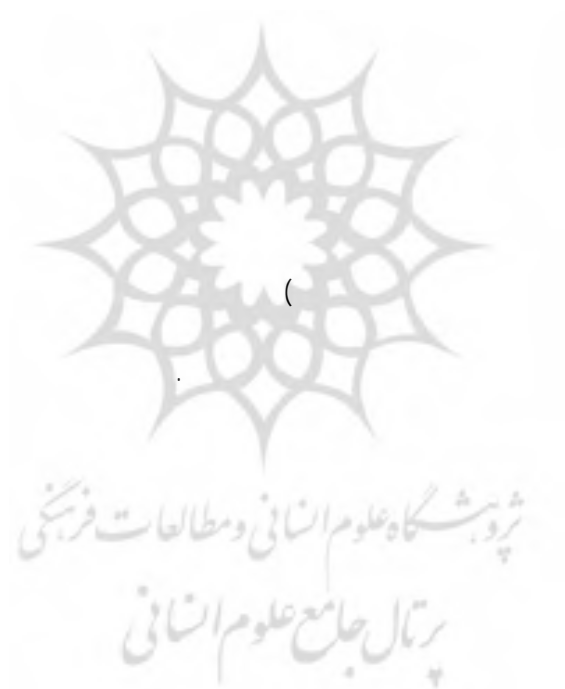 (
.
پژوهشگاه علوم انسانی و مطالعات فرهنگی
پرتال جامع علوم انسانی